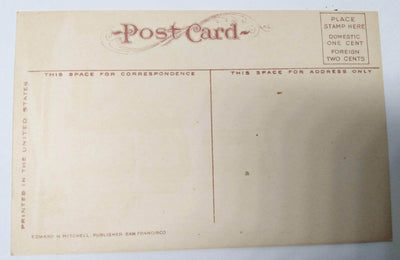 Post Card
PLACE
STAMP HERE
DOMESTIC
ONE CENT
FOREIGN
TWO CENTS
THIS SPACE FOR CORRESPONDENCE
THIS SPACE FOR ADDRESS ONLY
PRINTED IN THE UNITED STATES
EDWARD H. MITCHELL, PUBLISHER, SAN FRANCISCO